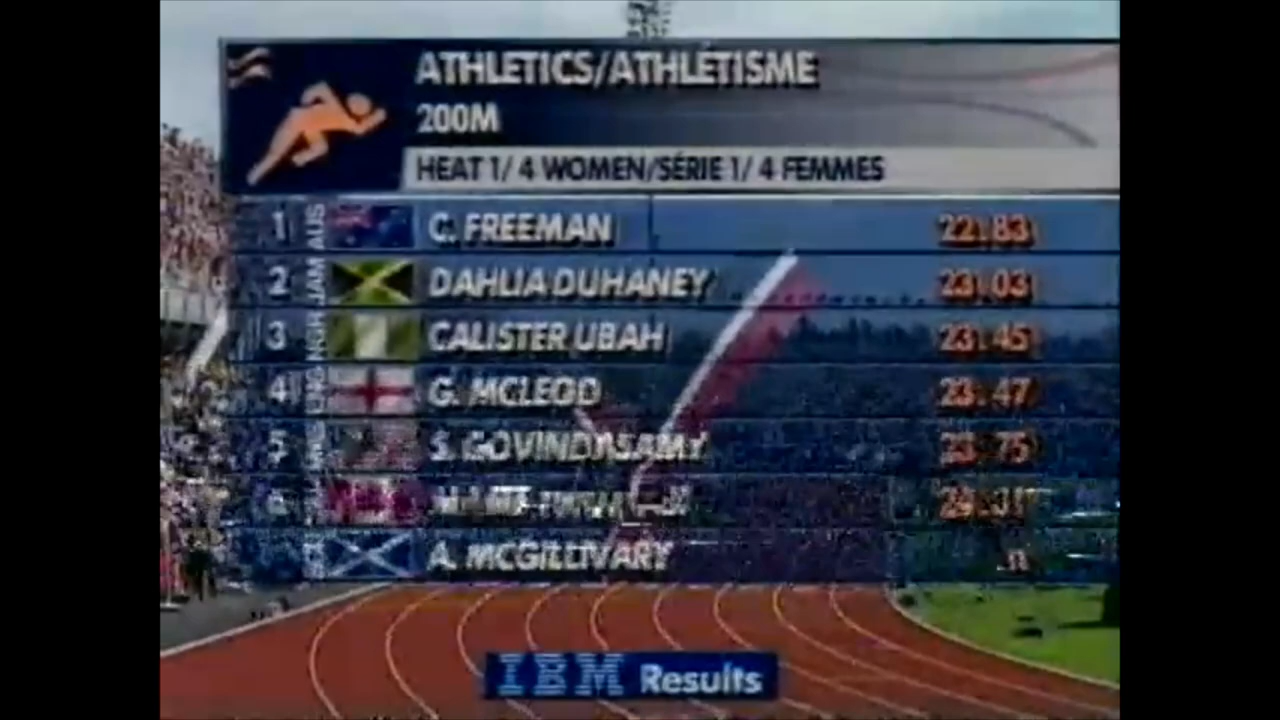 ATHLETICS/ATHLÉTISME
200M
HEAT 1/ 4 WOMEN/SÉRIE 1/ 4 FEMMES
1 AUS C. FREEMAN 22.83
2 JAM DAHLIA DUHANEY 23.03
3 NGR CALISTER UBAH 23.45
4 ENG G. MCLEOD 23.47
5 S. GOVINDASAMY 23.75
A. MCGILLIVARY
IBM Results